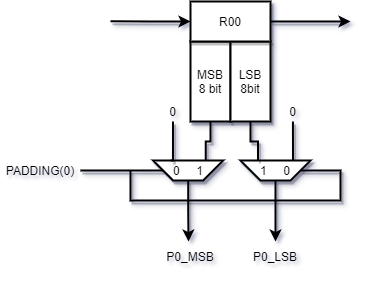 R00
MSB LSB
8 bit 8bit
0 0
PADDING(0) 0 1 1 0
P0_MSB P0_LSB